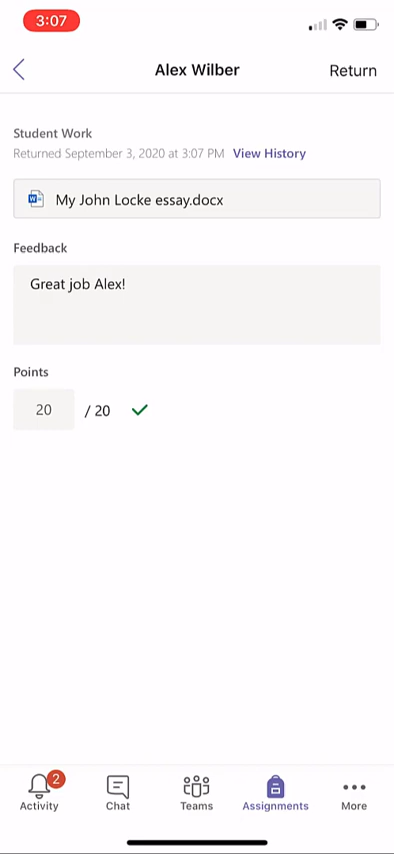 3:07
Alex Wilber
Return
Student Work
Returned September 3, 2020 at 3:07 PM View History
My John Locke essay.docx
Feedback
Great job Alex!
Points
20 / 20
2
Activity
Chat
Teams
Assignments
More